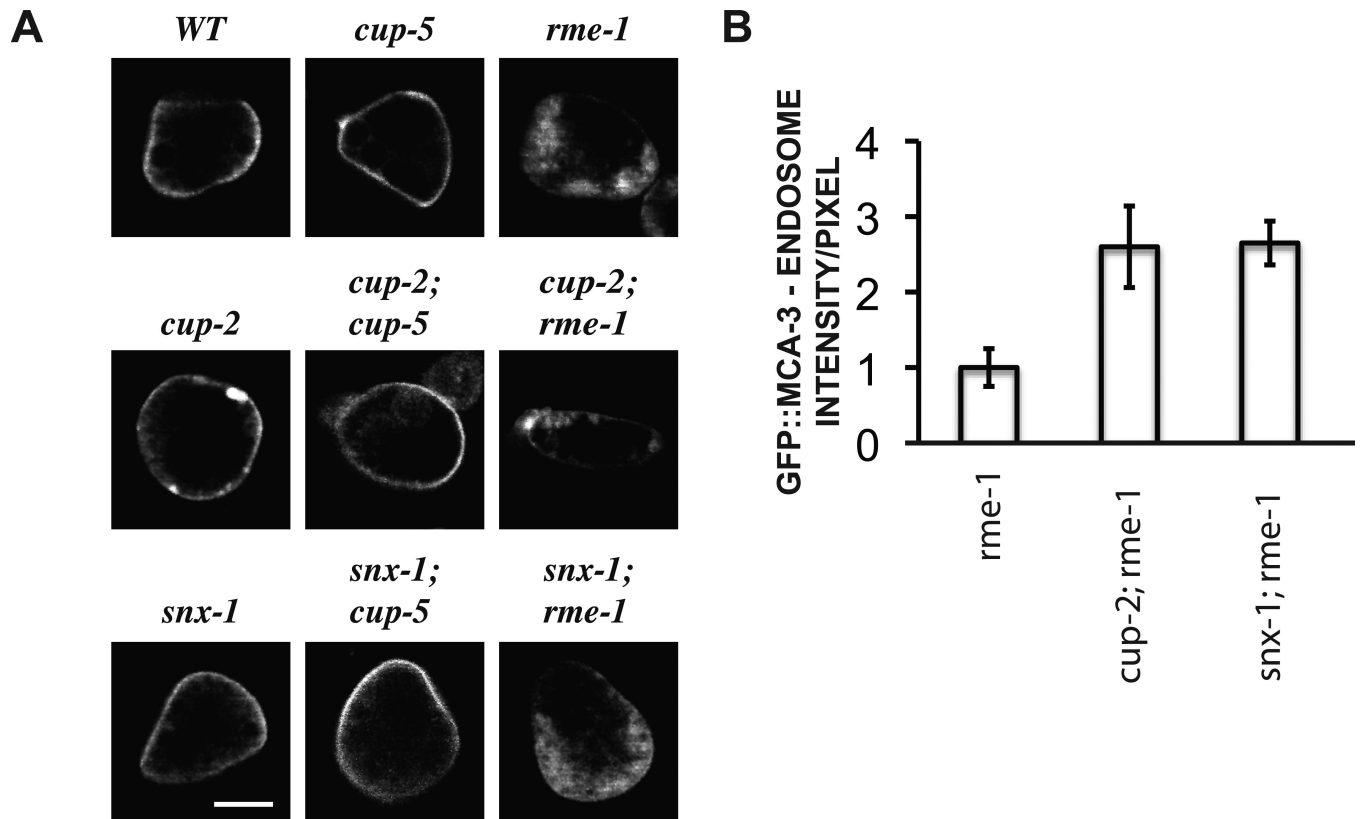 A
WT
cup-5
rme-1
cup-2
cup-2;
cup-5
cup-2;
rme-1
snx-1
snx-1;
cup-5
snx-1;
rme-1
B
GFP::MCA-3 - ENDOSOME
INTENSITY/PIXEL
4
3
2
1
0
rme-1
cup-2; rme-1
snx-1; rme-1